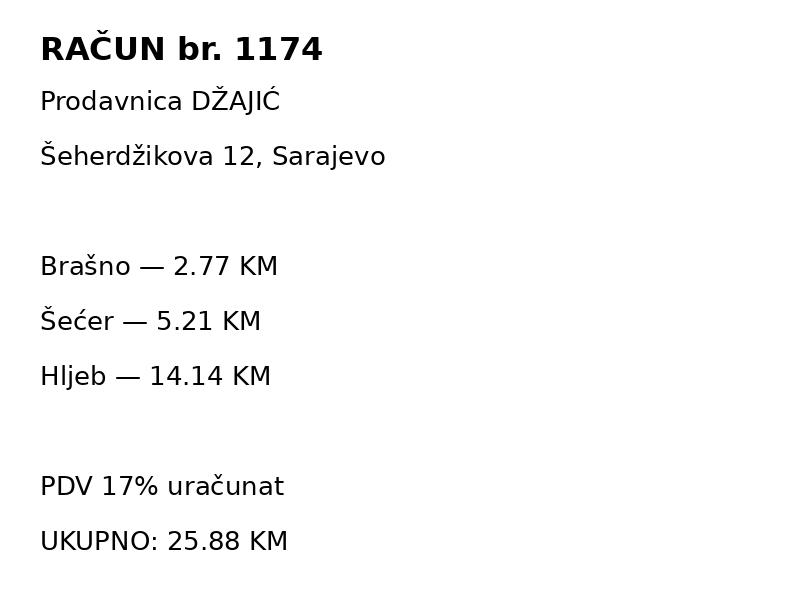 RAČUN br. 1174
Prodavnica DŽAJIĆ
Šeherdžikova 12, Sarajevo
Brašno — 2.77 KM
Šećer — 5.21 KM
Hljeb — 14.14 KM
PDV 17% uračunat
UKUPNO: 25.88 KM